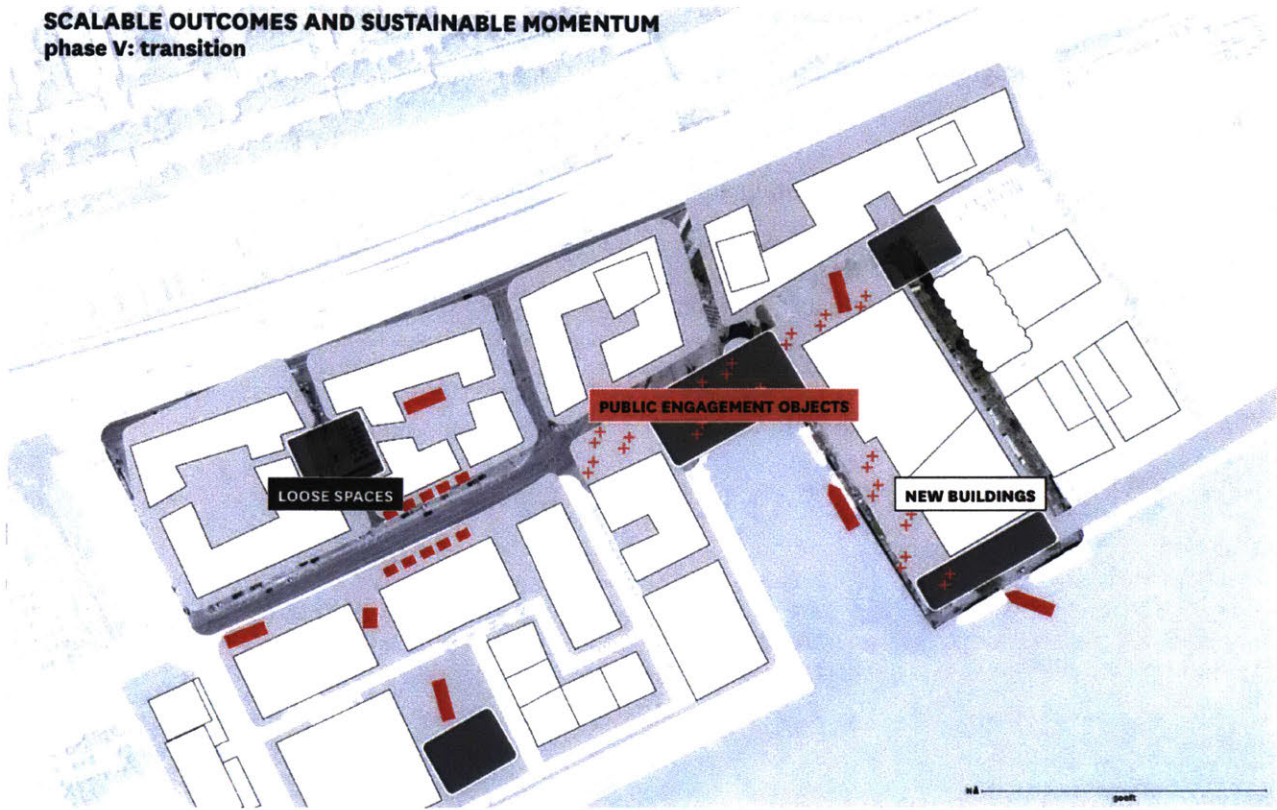 SCALABLE OUTCOMES AND SUSTAINABLE MOMENTUM
phase V: transition
PUBLIC ENGAGEMENT OBJECTS
LOOSE SPACES
NEW BUILDINGS